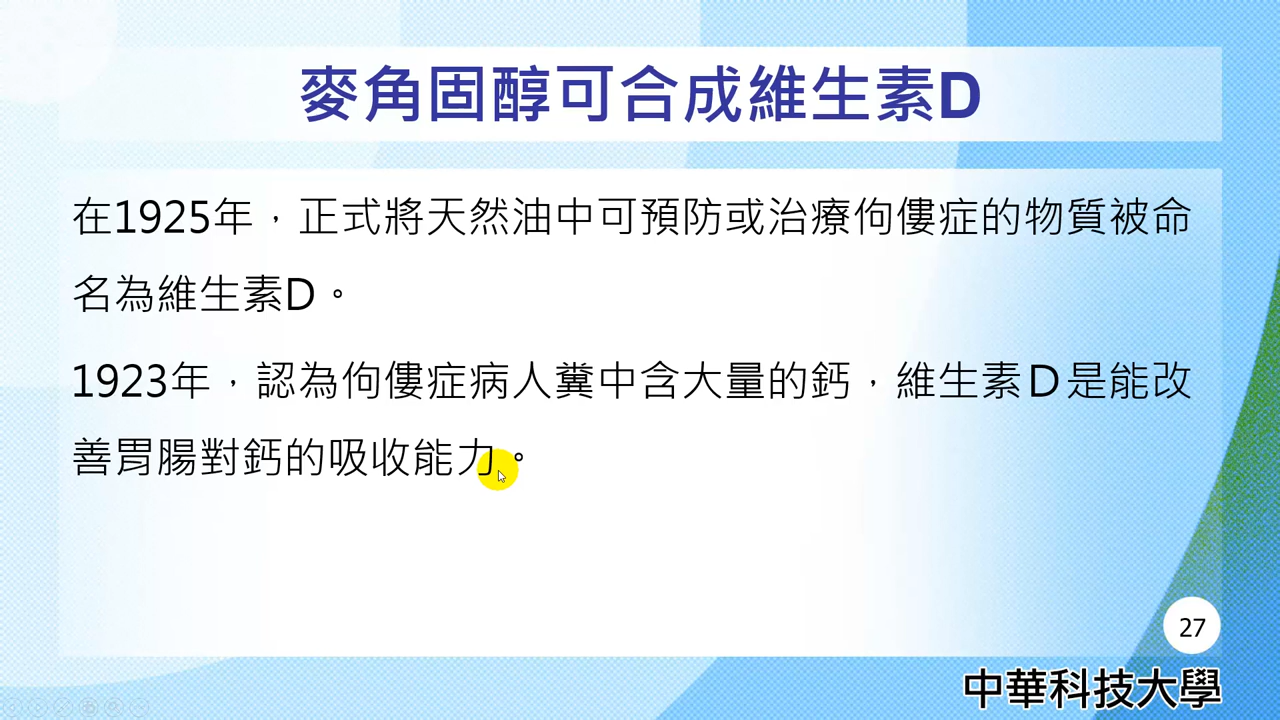 麥角固醇可合成維生素D
在1925年，正式將天然油中可預防或治療佝僂症的物質被命
名為維生素D。
1923年，認為佝僂症病人糞中含大量的鈣，維生素Ｄ是能改
善胃腸對鈣的吸收能力。
27
中華科技大學